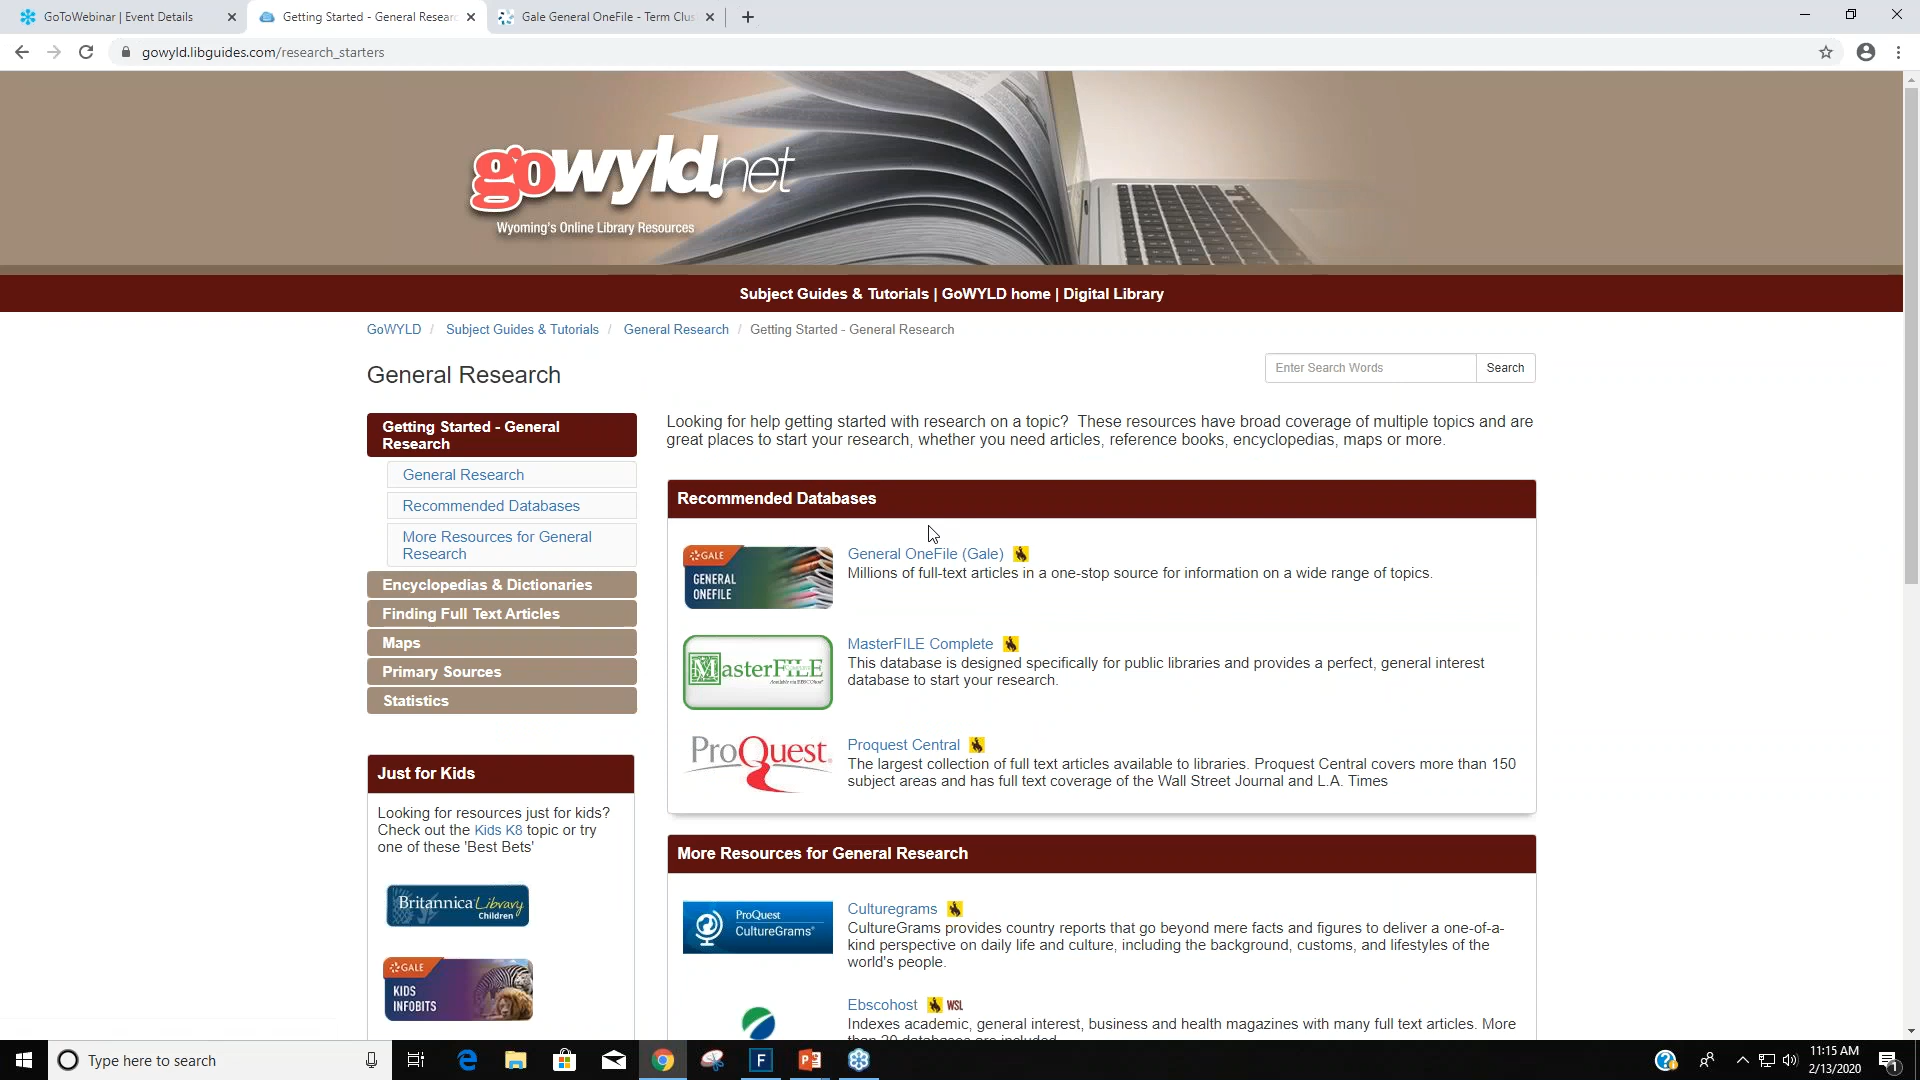 GoToWebinar | Event Details
Getting Started - General Researc
Gale General OneFile - Term Clus
gowyld.libguides.com/research_starters
gowyld.net
Wyoming's Online Library Resources
Subject Guides & Tutorials | GoWYLD home | Digital Library
GoWYLD / Subject Guides & Tutorials / General Research / Getting Started - General Research
General Research
Enter Search Words
Search
Getting Started - General
Research
General Research
Recommended Databases
More Resources for General
Research
Encyclopedias & Dictionaries
Finding Full Text Articles
Maps
Primary Sources
Statistics
Just for Kids
Looking for resources just for kids?
Check out the Kids K8 topic or try
one of these 'Best Bets'
Britannica Library
Children
GALE
KIDS
INFOBITS
Looking for help getting started with research on a topic?  These resources have broad coverage of multiple topics and are
great places to start your research, whether you need articles, reference books, encyclopedias, maps or more.
Recommended Databases
GALE
GENERAL
ONEFILE
General OneFile (Gale)
Millions of full-text articles in a one-stop source for information on a wide range of topics.
MasterFILE
MasterFILE Complete
This database is designed specifically for public libraries and provides a perfect, general interest
database to start your research.
ProQuest
Proquest Central
The largest collection of full text articles available to libraries. Proquest Central covers more than 150
subject areas and has full text coverage of the Wall Street Journal and L.A. Times
More Resources for General Research
ProQuest
CultureGrams
Culturegrams
CultureGrams provides country reports that go beyond mere facts and figures to deliver a one-of-a-
kind perspective on daily life and culture, including the background, customs, and lifestyles of the
world's people.
Ebscohost WSL
Indexes academic, general interest, business and health magazines with many full text articles. More
than 20 databases are included
Type here to search
11:15 AM
2/13/2020